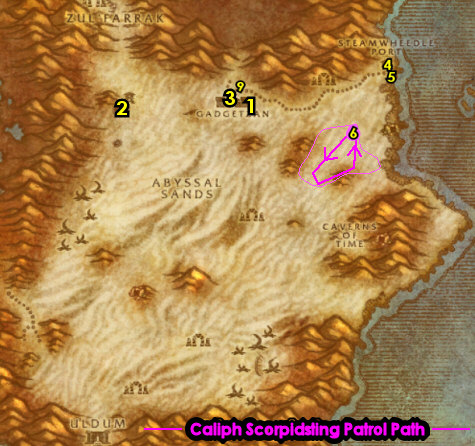 ZUL'FARRAK
STEAMWHEEDLE
PORT
4
5
9
3
1
2
GADGETZAN
6
ABYSSAL
SANDS
CAVERNS
OF
TIME
ULDUM
Caliph Scorpidsting Patrol Path